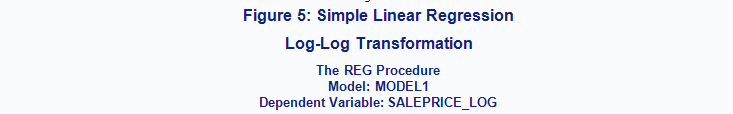 Figure 5: Simple Linear Regression
Log-Log Transformation
The REG Procedure
Model: MODEL1
Dependent Variable: SALEPRICE_LOG